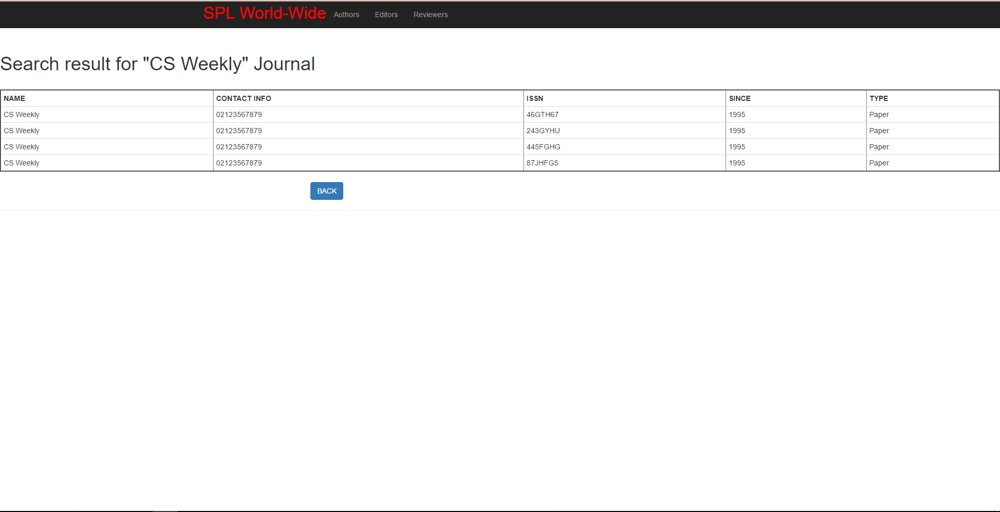 SPL World-Wide Authors Editors Reviewers
Search result for "CS Weekly" Journal
NAME CONTACT INFO ISSN SINCE TYPE
CS Weekly 02123567879 46GTH67 1995 Paper
CS Weekly 02123567879 243GYHU 1995 Paper
CS Weekly 02123567879 445FGHG 1995 Paper
CS Weekly 02123567879 87JHFG5 1995 Paper
BACK